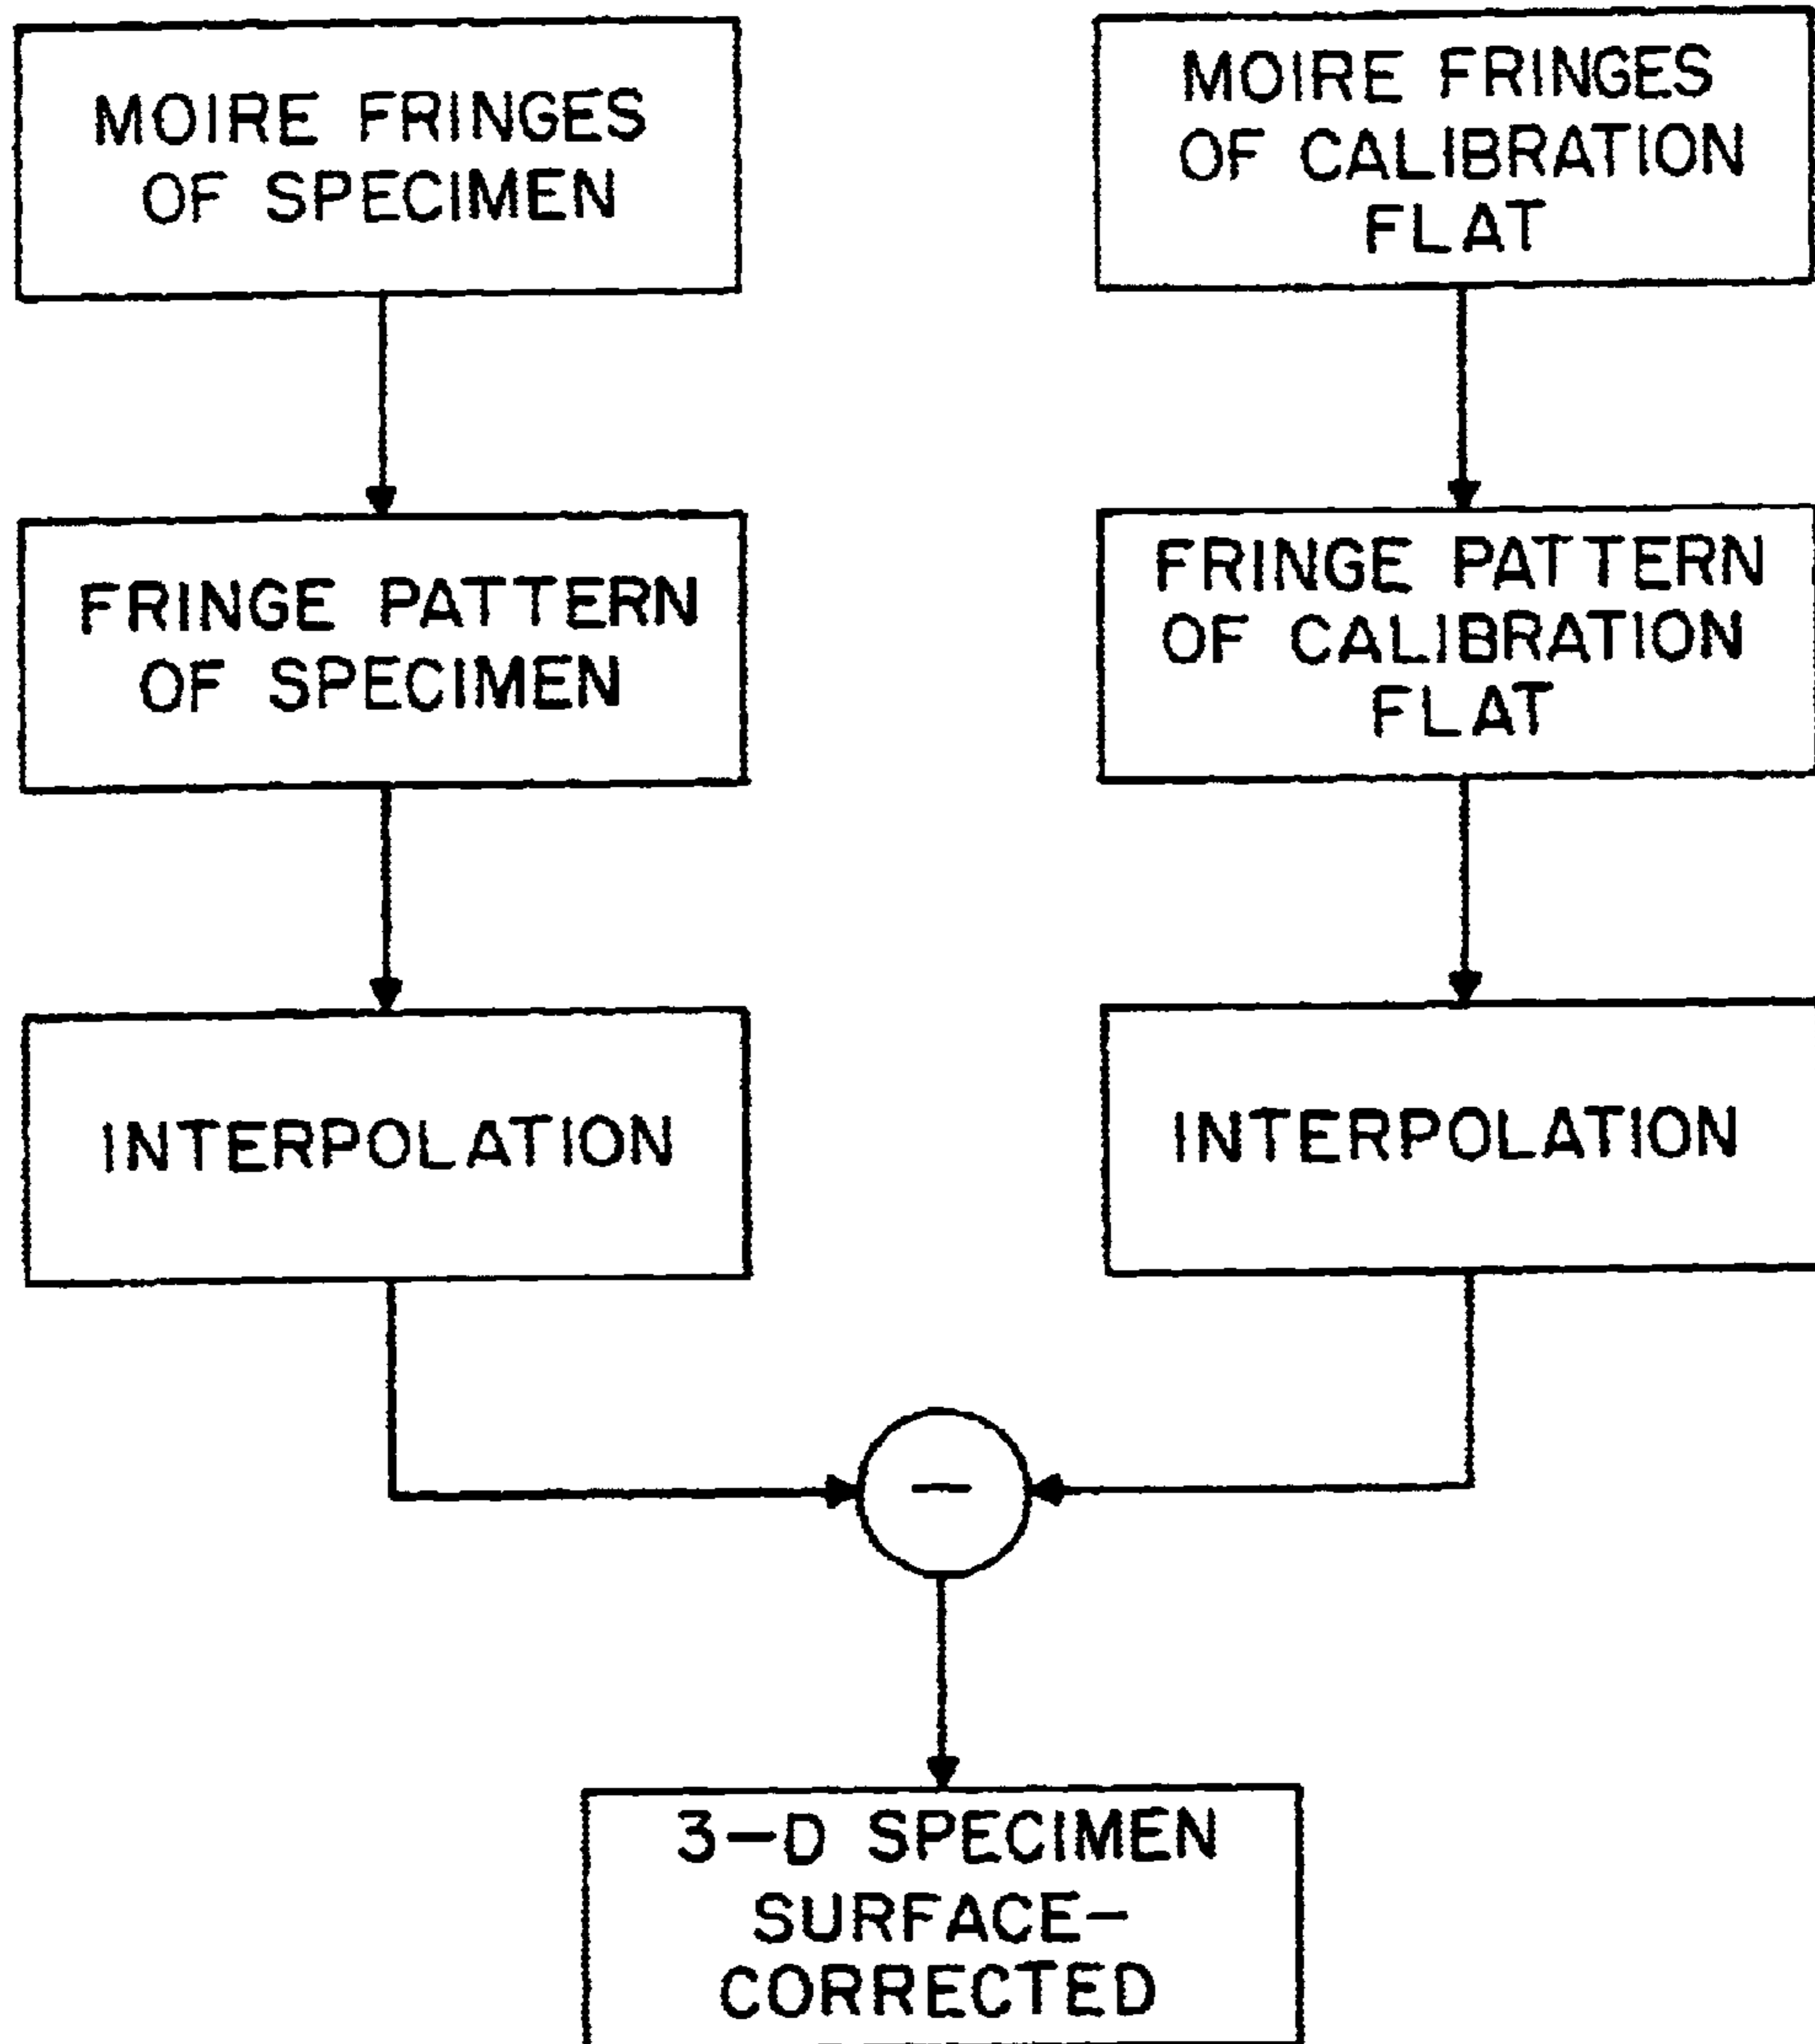 MOIRE FRINGES
OF SPECIMEN
MOIRE FRINGES
OF CALIBRATION
FLAT
FRINGE PATTERN
OF SPECIMEN
FRINGE PATTERN
OF CALIBRATION
FLAT
INTERPOLATION
INTERPOLATION
–
3–D SPECIMEN
SURFACE–
CORRECTED